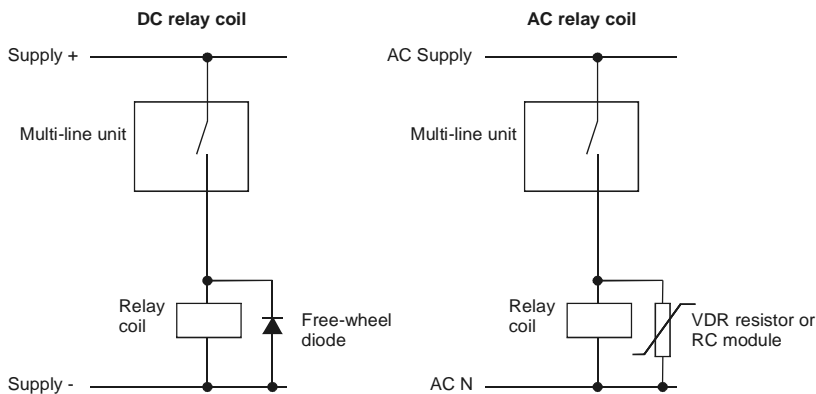 DC relay coil
Supply +
Multi-line unit
Relay
coil
Free-wheel
diode
Supply -
AC relay coil
AC Supply
Multi-line unit
Relay
coil
VDR resistor or
RC module
AC N